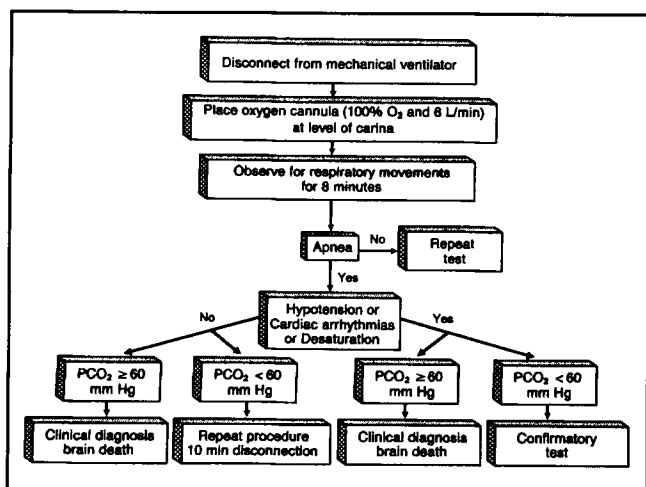 Disconnect from mechanical ventilator
Place oxygen cannula (100% O₂ and 6 L/min)
at level of carina
Observe for respiratory movements
for 8 minutes
Apnea
No
Repeat
test
Yes
Hypotension or
Cardiac arrhythmias
or Desaturation
No
Yes
PCO₂ ≥ 60
mm Hg
PCO₂ < 60
mm Hg
PCO₂ ≥ 60
mm Hg
PCO₂ < 60
mm Hg
Clinical diagnosis
brain death
Repeat procedure
10 min disconnection
Clinical diagnosis
brain death
Confirmatory
test